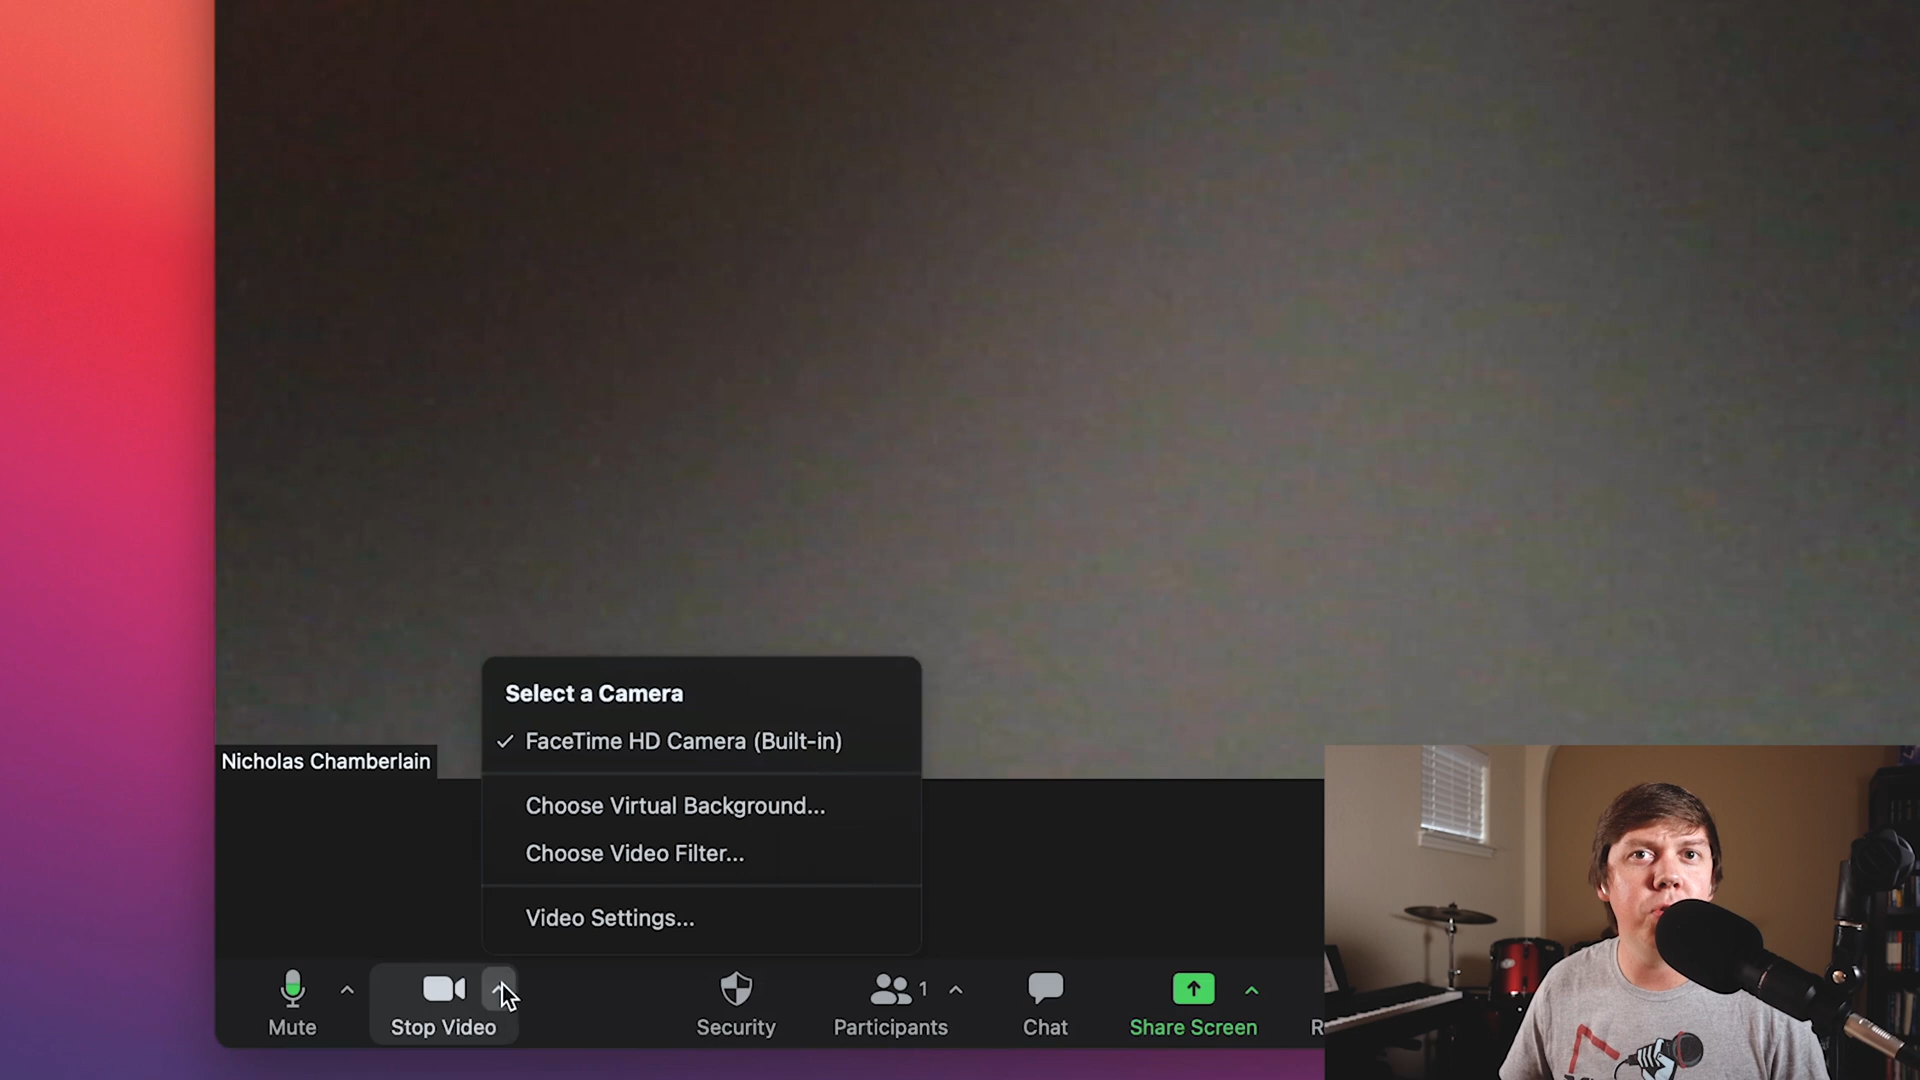 Select a Camera
✓ FaceTime HD Camera (Built-in)
Nicholas Chamberlain
Choose Virtual Background...
Choose Video Filter...
Video Settings...
1
Mute
Stop Video
Security
Participants
Chat
Share Screen